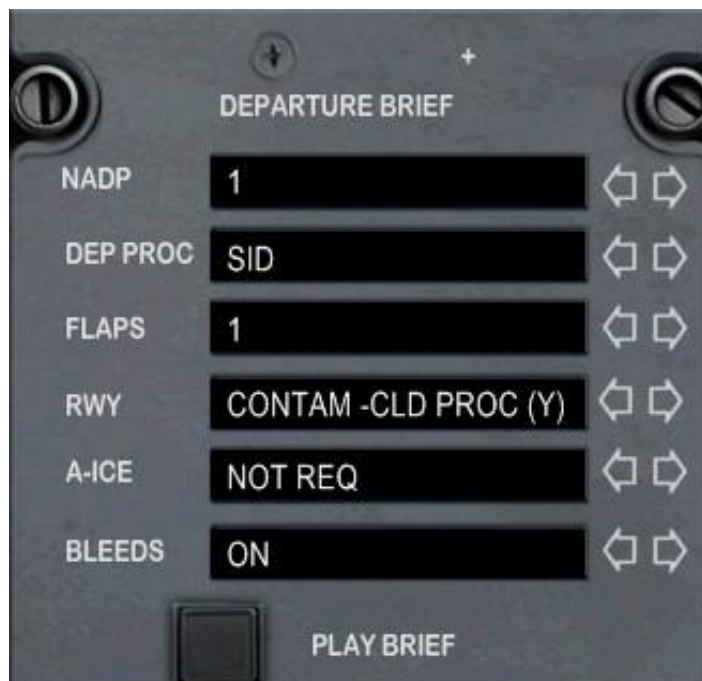 DEPARTURE BRIEF
NADP 1
DEP PROC SID
FLAPS 1
RWY CONTAM -CLD PROC (Y)
A-ICE NOT REQ
BLEEDS ON
PLAY BRIEF